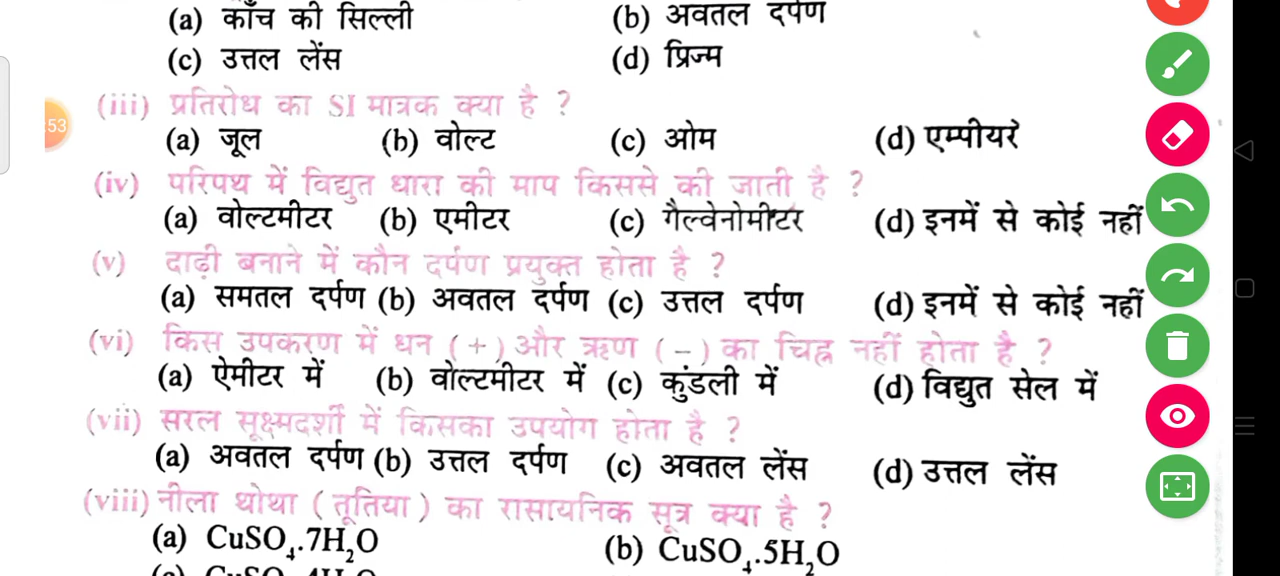 (a) काँच की सिल्ली (b) अवतल दर्पण
(c) उत्तल लेंस (d) प्रिज्म
(iii) प्रतिरोध का SI मात्रक क्या है ?
53
(a) जूल (b) वोल्ट (c) ओम (d) एम्पीयर
(iv) परिपथ में विद्युत धारा की माप किससे की जाती है ?
(a) वोल्टमीटर (b) एमीटर (c) गैल्वेनोमीटर (d) इनमें से कोई नहीं
(v) दाढ़ी बनाने में कौन दर्पण प्रयुक्त होता है ?
(a) समतल दर्पण (b) अवतल दर्पण (c) उत्तल दर्पण (d) इनमें से कोई नहीं
(vi) किस उपकरण में धन (+) और ऋण (−) का चिह्न नहीं होता है ?
(a) ऐमीटर में (b) वोल्टमीटर में (c) कुंडली में (d) विद्युत सेल में
(vii) सरल सूक्ष्मदर्शी में किसका उपयोग होता है ?
(a) अवतल दर्पण (b) उत्तल दर्पण (c) अवतल लेंस (d) उत्तल लेंस
(viii) नीला थोथा (तूतिया) का रासायनिक सूत्र क्या है ?
(a) CuSO₄.7H₂O (b) CuSO₄.5H₂O